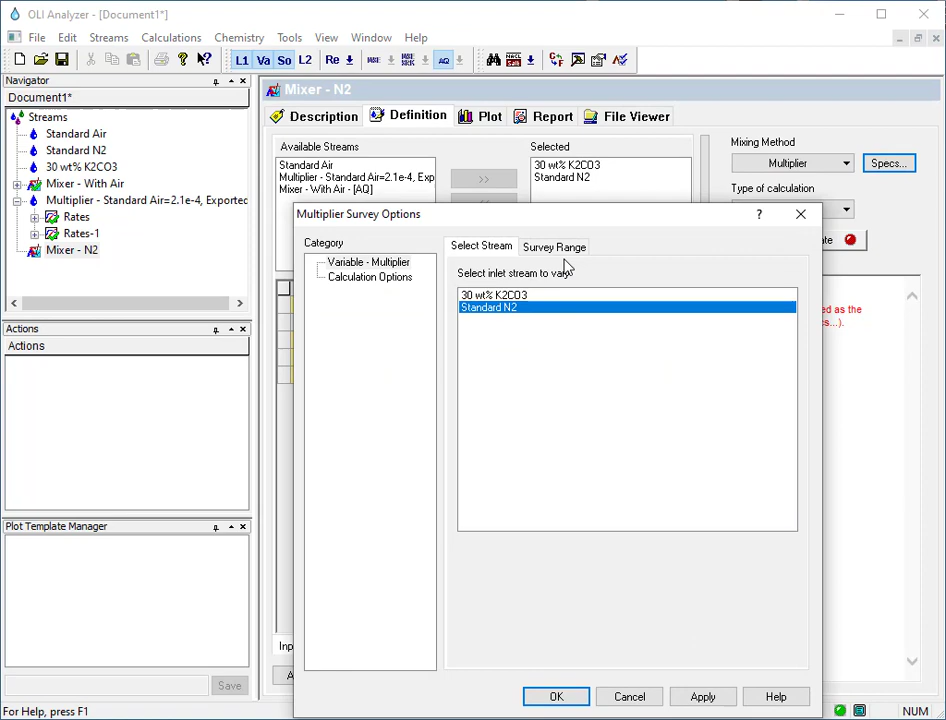 OLI Analyzer - [Document1*]
File Edit Streams Calculations Chemistry Tools View Window Help
L1 Va So L2 Re AQ
Navigator
Document1*
Streams
Standard Air
Standard N2
30 wt% K2CO3
Mixer - With Air
Multiplier - Standard Air=2.1e-4, Exported
Rates
Rates-1
Mixer - N2
Actions
Actions
Plot Template Manager
Save
Mixer - N2
Description Definition Plot Report File Viewer
Available Streams
Standard Air
Multiplier - Standard Air=2.1e-4, Exp
Mixer - With Air - [AQ]
>>
Selected
30 wt% K2CO3
Standard N2
Mixing Method
Multiplier Specs...
Type of calculation
ate
ed as the
s...).
Inp
A
Multiplier Survey Options
? 
Category
Variable - Multiplier
Calculation Options
Select Stream Survey Range
Select inlet stream to vary
30 wt% K2CO3
Standard N2
OK Cancel Apply Help
For Help, press F1
NUM